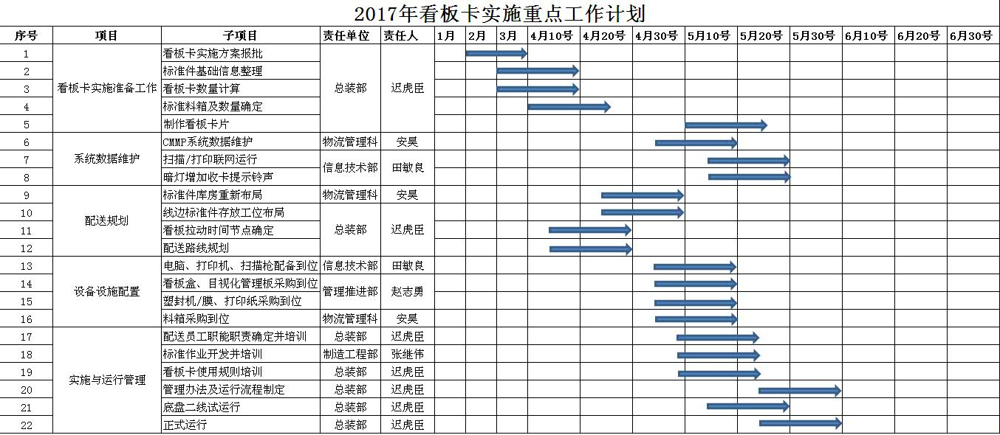 2017年看板卡实施重点工作计划
序号 项目 子项目 责任单位 责任人 1月 2月 3月 4月10号 4月20号 4月30号 5月10号 5月20号 5月30号 6月10号 6月20号 6月30号
1 看板卡实施准备工作 看板卡实施方案报批 总装部 迟虎臣
2 标准件基础信息整理
3 看板卡数量计算
4 标准料箱及数量确定
5 制作看板卡片
6 系统数据维护 CMMP系统数据维护 物流管理科 安昊
7 扫描/打印联网运行 信息技术部 田敏良
8 暗灯增加收卡提示铃声
9 配送规划 标准件库房重新布局 物流管理科 安昊
10 线边标准件存放工位布局 总装部 迟虎臣
11 看板拉动时间节点确定
12 配送路线规划
13 设备设施配置 电脑、打印机、扫描枪配备到位 信息技术部 田敏良
14 看板盒、目视化管理板采购到位 管理推进部 赵志勇
15 塑封机/膜、打印纸采购到位
16 料箱采购到位 物流管理科 安昊
17 实施与运行管理 配送员工职能职责确定并培训 总装部 迟虎臣
18 标准作业开发并培训 制造工程部 张继伟
19 看板卡使用规则培训 总装部 迟虎臣
20 管理办法及运行流程制定 总装部 迟虎臣
21 底盘二线试运行 总装部 迟虎臣
22 正式运行 总装部 迟虎臣